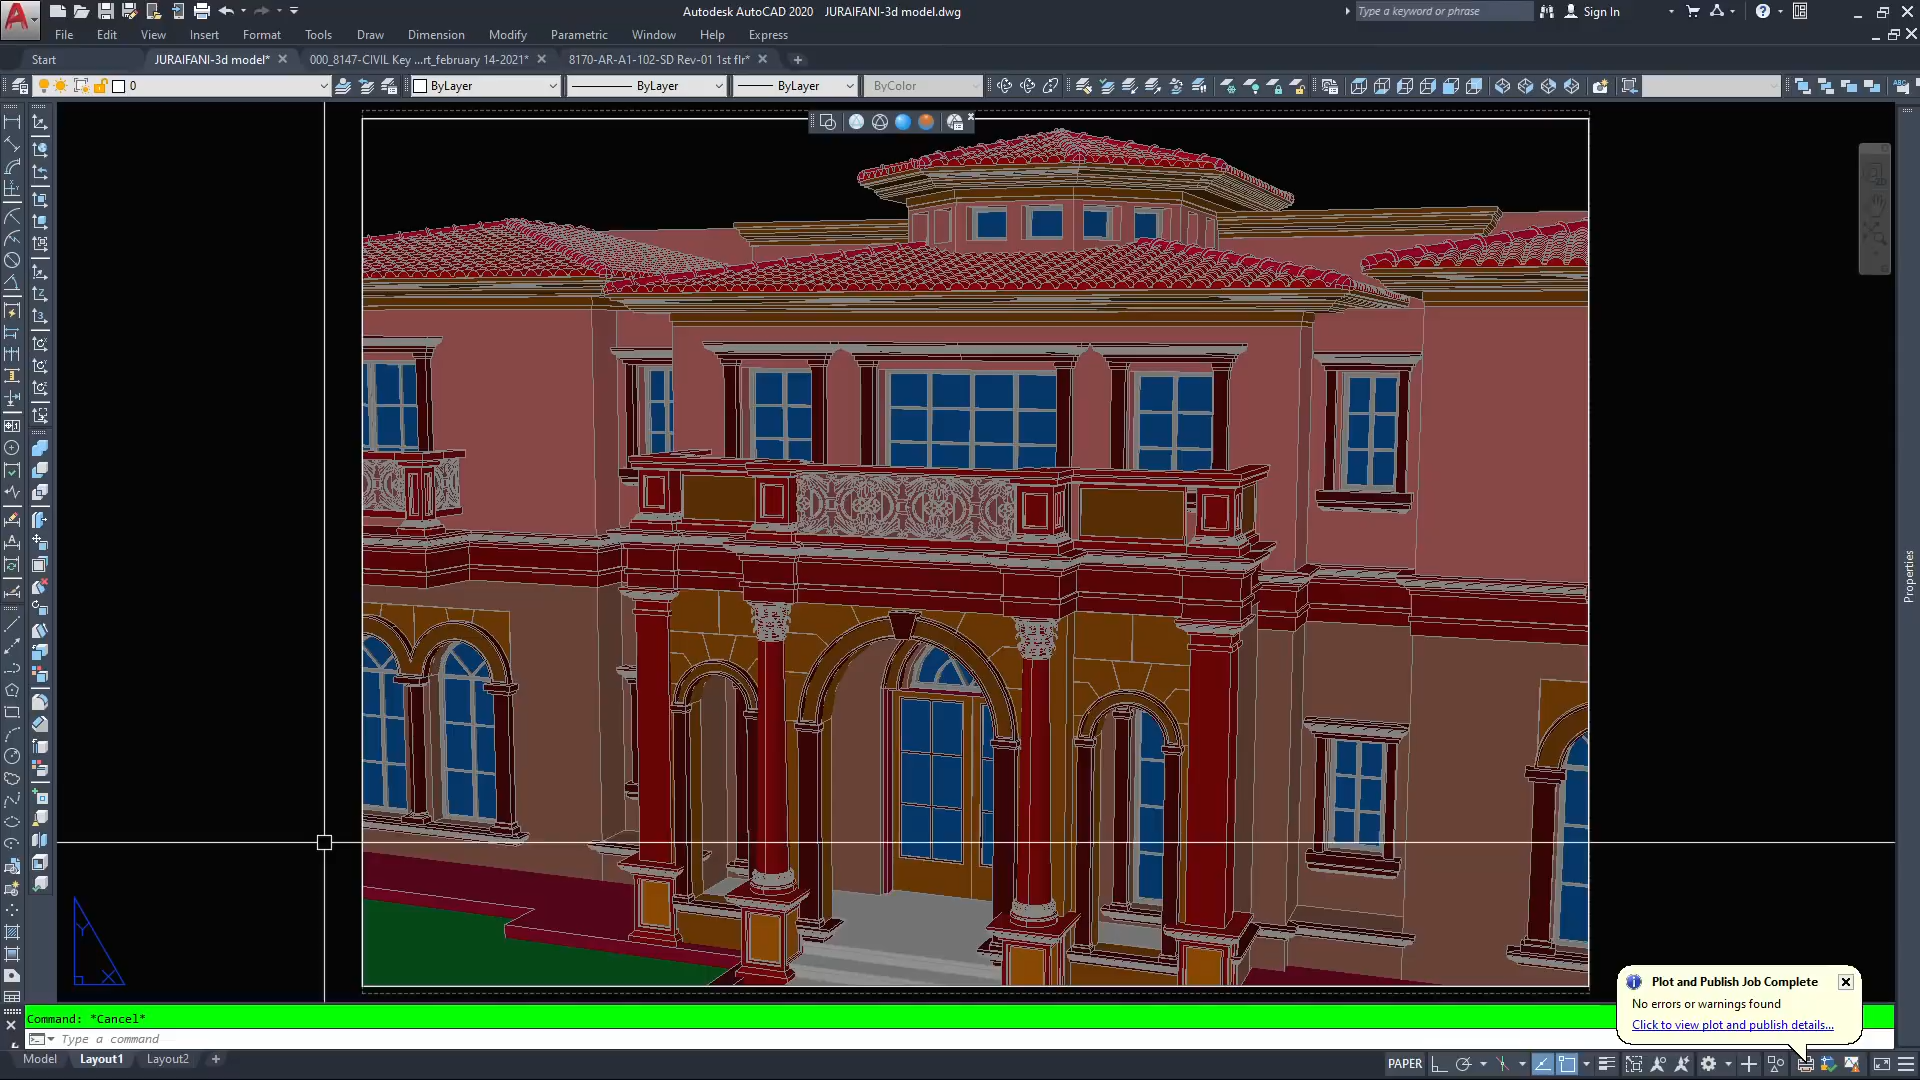 Autodesk AutoCAD 2020 JURAIFANI-3d model.dwg
Type a keyword or phrase
Sign In
File Edit View Insert Format Tools Draw Dimension Modify Parametric Window Help Express
Start
JURAIFANI-3d model*
000_8147-CIVIL Key ...rt_february 14-2021*
8170-AR-A1-102-SD Rev-01 1st flr*
0
ByLayer
ByLayer
ByLayer
ByColor
Properties
Y
X
Plot and Publish Job Complete
No errors or warnings found
Click to view plot and publish details...
Command: *Cancel*
Type a command
Model Layout1 Layout2
PAPER